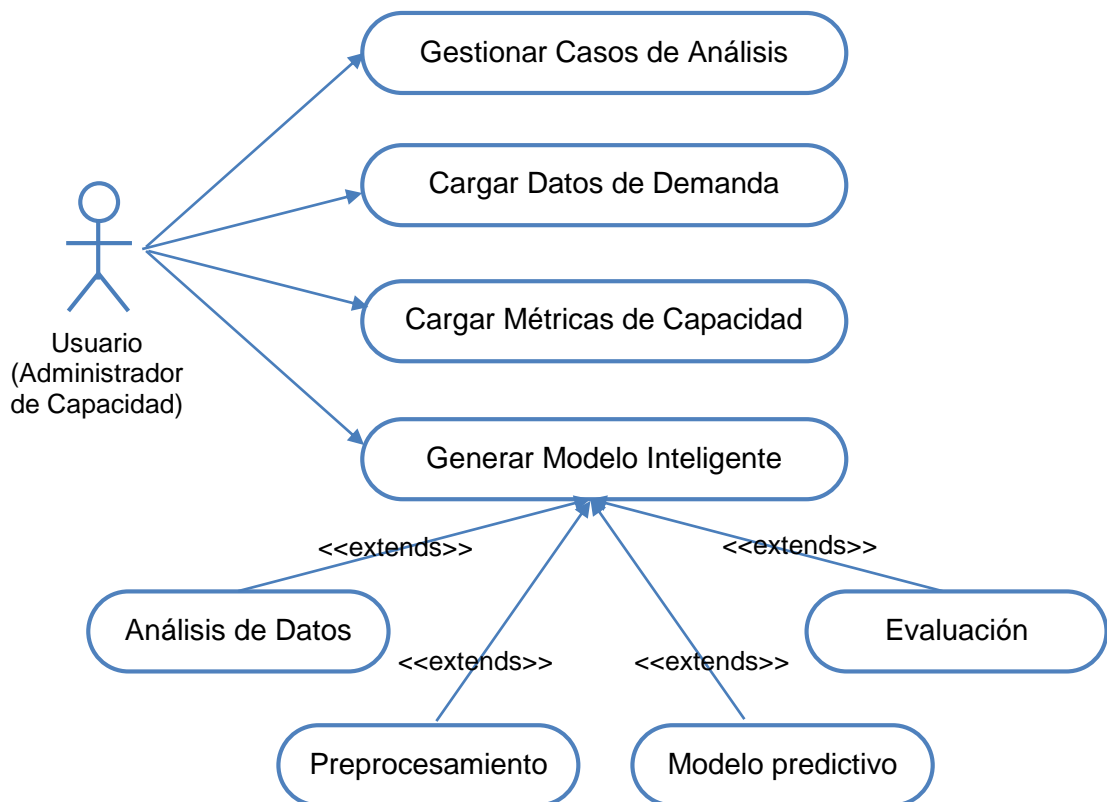 Gestionar Casos de Análisis
Cargar Datos de Demanda
Cargar Métricas de Capacidad
Usuario
(Administrador
de Capacidad)
Generar Modelo Inteligente
<<extends>>
<<extends>>
Análisis de Datos
Evaluación
<<extends>>
<<extends>>
Preprocesamiento
Modelo predictivo